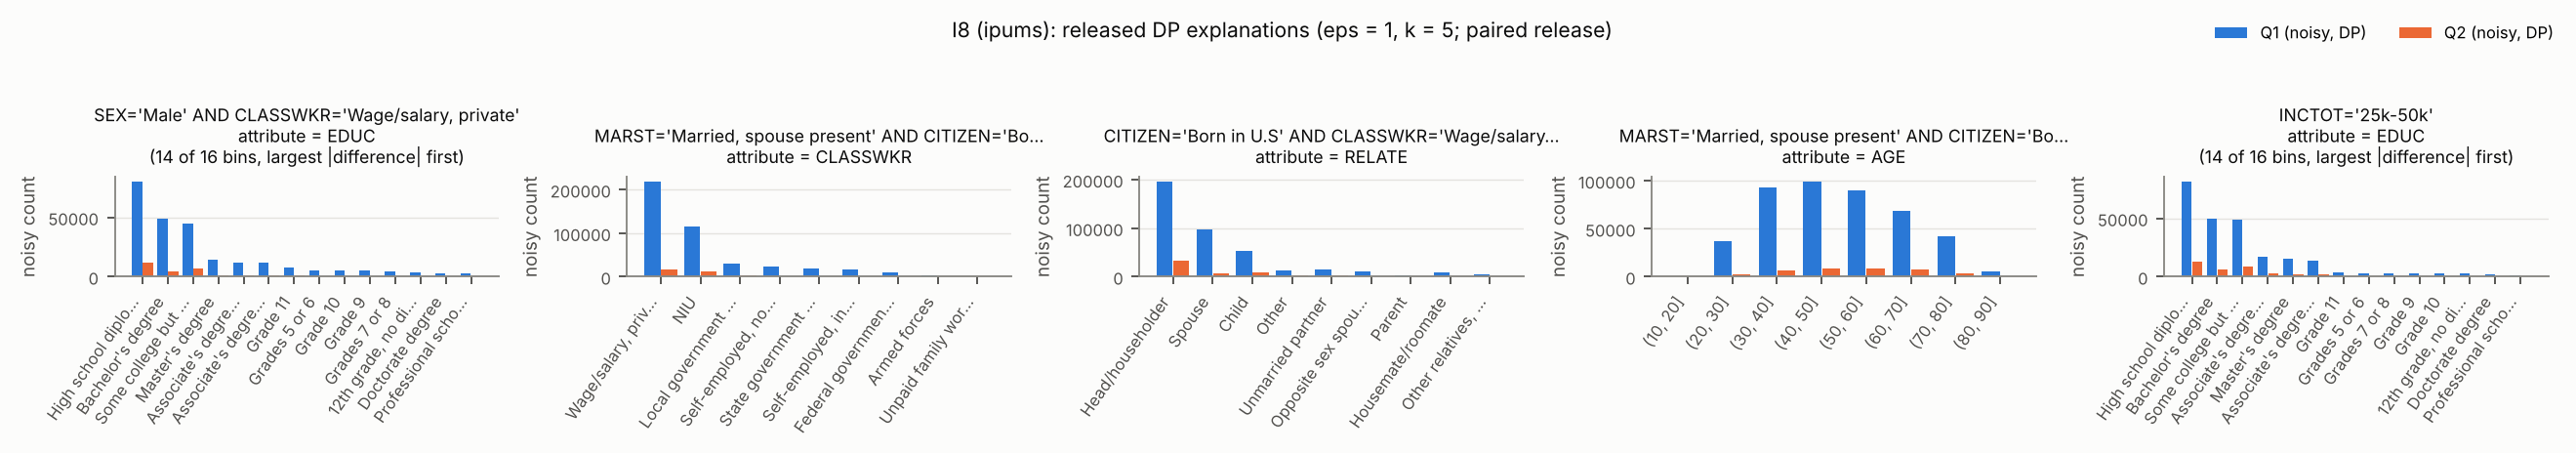 I8 (ipums): released DP explanations (eps = 1, k = 5; paired release)
Q1 (noisy, DP)
Q2 (noisy, DP)
SEX='Male' AND CLASSWKR='Wage/salary, private'
attribute = EDUC
(14 of 16 bins, largest |difference| first)
noisy count
50000
0
High school diplo...
Bachelor's degree
Some college but ...
Master's degree
Associate's degre...
Associate's degre...
Grade 11
Grades 5 or 6
Grade 10
Grade 9
Grades 7 or 8
12th grade, no di...
Doctorate degree
Professional scho...
MARST='Married, spouse present' AND CITIZEN='Bo...
attribute = CLASSWKR
noisy count
200000
100000
0
Wage/salary, priv...
NIU
Local government ...
Self-employed, no...
State government ...
Self-employed, in...
Federal governmen...
Armed forces
Unpaid family wor...
CITIZEN='Born in U.S' AND CLASSWKR='Wage/salary...
attribute = RELATE
noisy count
200000
100000
0
Head/householder
Spouse
Child
Other
Unmarried partner
Opposite sex spou...
Parent
Housemate/roomate
Other relatives, ...
MARST='Married, spouse present' AND CITIZEN='Bo...
attribute = AGE
noisy count
100000
50000
0
(10, 20]
(20, 30]
(30, 40]
(40, 50]
(50, 60]
(60, 70]
(70, 80]
(80, 90]
INCTOT='25k-50k'
attribute = EDUC
(14 of 16 bins, largest |difference| first)
noisy count
50000
0
High school diplo...
Bachelor's degree
Some college but ...
Associate's degre...
Master's degree
Associate's degre...
Grade 11
Grades 5 or 6
Grades 7 or 8
Grade 9
Grade 10
12th grade, no di...
Doctorate degree
Professional scho...